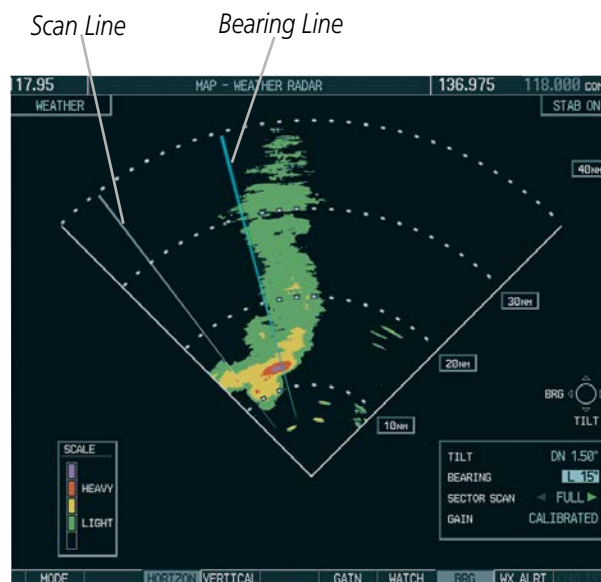 Scan Line
Bearing Line
17.95 MAP - WEATHER RADAR 136.975 118.000 COM
WEATHER
STAB ON
40NM
30NM
20NM
BRG
TILT
10NM
SCALE
HEAVY
LIGHT
TILT DN 1.50°
BEARING L 15°
SECTOR SCAN FULL
GAIN CALIBRATED
MODE HORIZON VERTICAL GAIN WATCH BRG WX ALRT